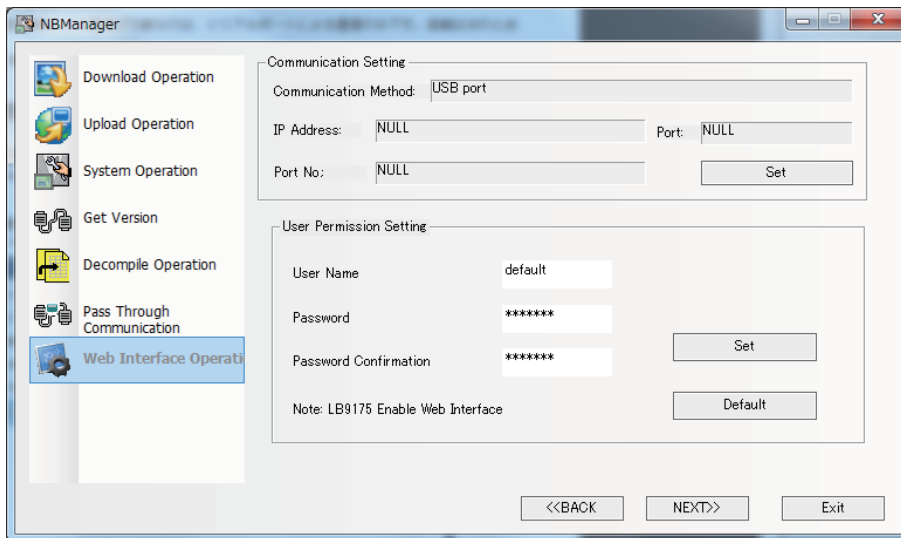 NBManager
Download Operation
Upload Operation
System Operation
Get Version
Decompile Operation
Pass Through
Communication
Web Interface Operati
Communication Setting
Communication Method: USB port
IP Address: NULL Port: NULL
Port No.: NULL Set
User Permission Setting
User Name default
Password *******
Password Confirmation *******
Set
Note: LB9175 Enable Web Interface Default
<<BACK NEXT>> Exit